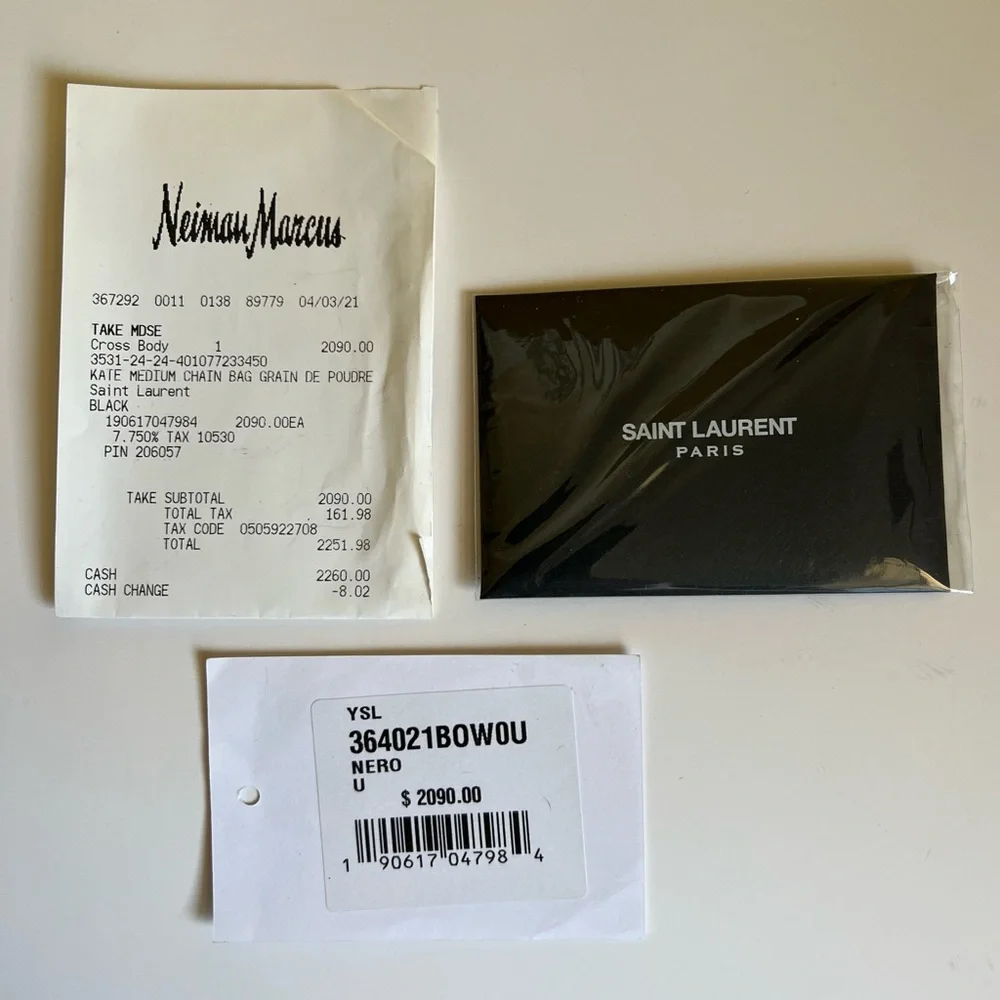 Neiman Marcus
367292 0011 0138 89779 04/03/21
TAKE MDSE
Cross Body 1 2090.00
3531-24-24-401077233450
KATE MEDIUM CHAIN BAG GRAIN DE POUDRE
Saint Laurent
BLACK
190617047984 2090.00EA
7.750% TAX 10530
PIN 206057
TAKE SUBTOTAL 2090.00
TOTAL TAX 161.98
TAX CODE 0505922708
TOTAL 2251.98
CASH 2260.00
CASH CHANGE -8.02
SAINT LAURENT
PARIS
YSL
364021BOW0U
NERO
U
$ 2090.00
1 90617 04798 4